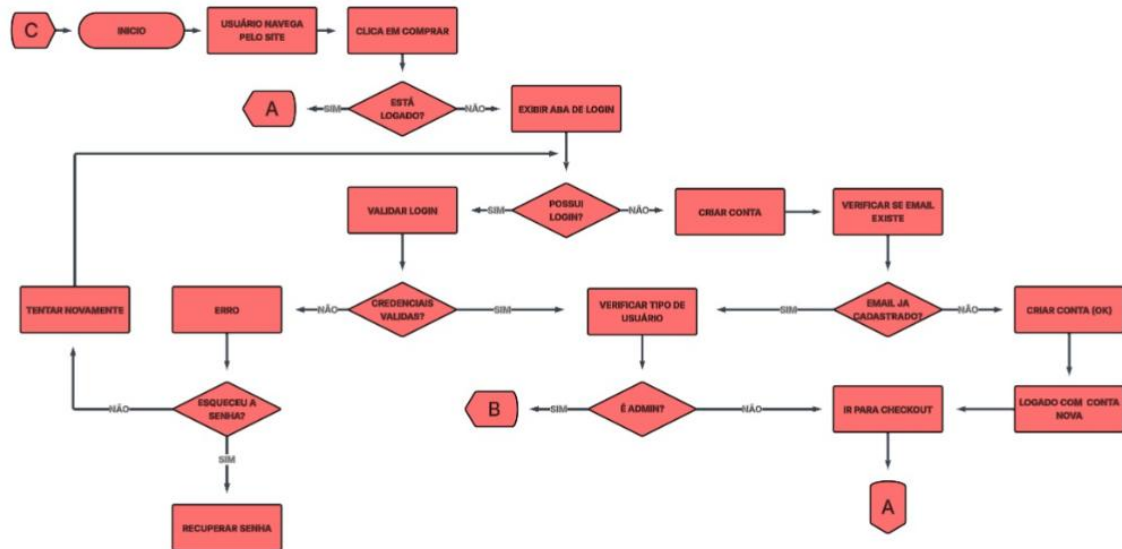 C
INICIO
USUÁRIO NAVEGA
PELO SITE
CLICA EM COMPRAR
A
SIM
ESTÁ
LOGADO?
NÃO
EXIBIR ABA DE LOGIN
VALIDAR LOGIN
SIM
POSSUI
LOGIN?
NÃO
CRIAR CONTA
VERIFICAR SE EMAIL
EXISTE
TENTAR NOVAMENTE
ERRO
NÃO
CREDENCIAIS
VALIDAS?
SIM
VERIFICAR TIPO DE
USUÁRIO
SIM
EMAIL JA
CADASTRADO?
NÃO
CRIAR CONTA (OK)
NÃO
ESQUECEU A
SENHA?
B
SIM
É ADMIN?
NÃO
IR PARA CHECKOUT
LOGADO COM CONTA
NOVA
SIM
RECUPERAR SENHA
A